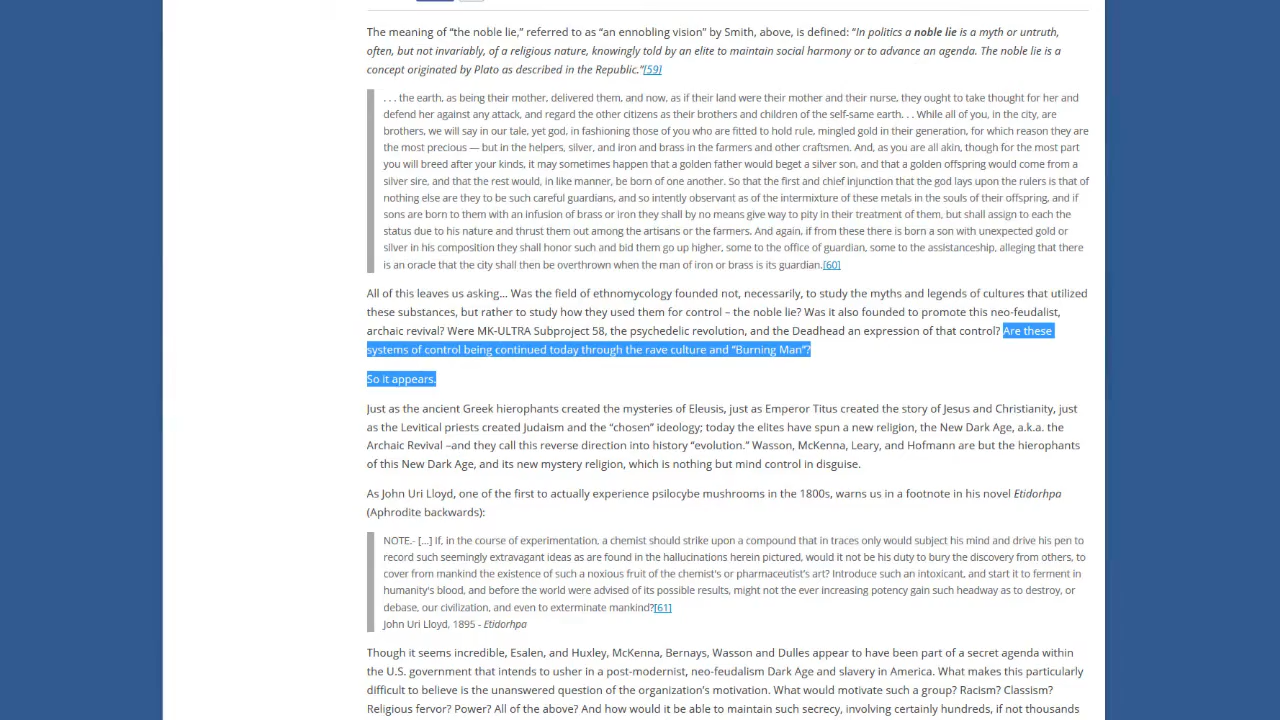 The meaning of “the noble lie,” referred to as “an ennobling vision” by Smith, above, is defined: “In politics a noble lie is a myth or untruth,
often, but not invariably, of a religious nature, knowingly told by an elite to maintain social harmony or to advance an agenda. The noble lie is a
concept originated by Plato as described in the Republic.”[59]
. . . the earth, as being their mother, delivered them, and now, as if their land were their mother and their nurse, they ought to take thought for her and
defend her against any attack, and regard the other citizens as their brothers and children of the self-same earth. . . While all of you, in the city, are
brothers, we will say in our tale, yet god, in fashioning those of you who are fitted to hold rule, mingled gold in their generation, for which reason they are
the most precious — but in the helpers, silver, and iron and brass in the farmers and other craftsmen. And, as you are all akin, though for the most part
you will breed after your kinds, it may sometimes happen that a golden father would beget a silver son, and that a golden offspring would come from a
silver sire, and that the rest would, in like manner, be born of one another. So that the first and chief injunction that the god lays upon the rulers is that of
nothing else are they to be such careful guardians, and so intently observant as of the intermixture of these metals in the souls of their offspring, and if
sons are born to them with an infusion of brass or iron they shall by no means give way to pity in their treatment of them, but shall assign to each the
status due to his nature and thrust them out among the artisans or the farmers. And again, if from these there is born a son with unexpected gold or
silver in his composition they shall honor such and bid them go up higher, some to the office of guardian, some to the assistanceship, alleging that there
is an oracle that the city shall then be overthrown when the man of iron or brass is its guardian.[60]
All of this leaves us asking… Was the field of ethnomycology founded not, necessarily, to study the myths and legends of cultures that utilized
these substances, but rather to study how they used them for control – the noble lie? Was it also founded to promote this neo-feudalist,
archaic revival? Were MK-ULTRA Subproject 58, the psychedelic revolution, and the Deadhead an expression of that control? Are these
systems of control being continued today through the rave culture and “Burning Man”?
So it appears.
Just as the ancient Greek hierophants created the mysteries of Eleusis, just as Emperor Titus created the story of Jesus and Christianity, just
as the Levitical priests created Judaism and the “chosen” ideology; today the elites have spun a new religion, the New Dark Age, a.k.a. the
Archaic Revival –and they call this reverse direction into history “evolution.” Wasson, McKenna, Leary, and Hofmann are but the hierophants
of this New Dark Age, and its new mystery religion, which is nothing but mind control in disguise.
As John Uri Lloyd, one of the first to actually experience psilocybe mushrooms in the 1800s, warns us in a footnote in his novel Etidorhpa
(Aphrodite backwards):
NOTE.- […] If, in the course of experimentation, a chemist should strike upon a compound that in traces only would subject his mind and drive his pen to
record such seemingly extravagant ideas as are found in the hallucinations herein pictured, would it not be his duty to bury the discovery from others, to
cover from mankind the existence of such a noxious fruit of the chemist's or pharmaceutist's art? Introduce such an intoxicant, and start it to ferment in
humanity's blood, and before the world were advised of its possible results, might not the ever increasing potency gain such headway as to destroy, or
debase, our civilization, and even to exterminate mankind?[61]
John Uri Lloyd, 1895 - Etidorhpa
Though it seems incredible, Esalen, and Huxley, McKenna, Bernays, Wasson and Dulles appear to have been part of a secret agenda within
the U.S. government that intends to usher in a post-modernist, neo-feudalism Dark Age and slavery in America. What makes this particularly
difficult to believe is the unanswered question of the organization’s motivation. What would motivate such a group? Racism? Classism?
Religious fervor? Power? All of the above? And how would it be able to maintain such secrecy, involving certainly hundreds, if not thousands